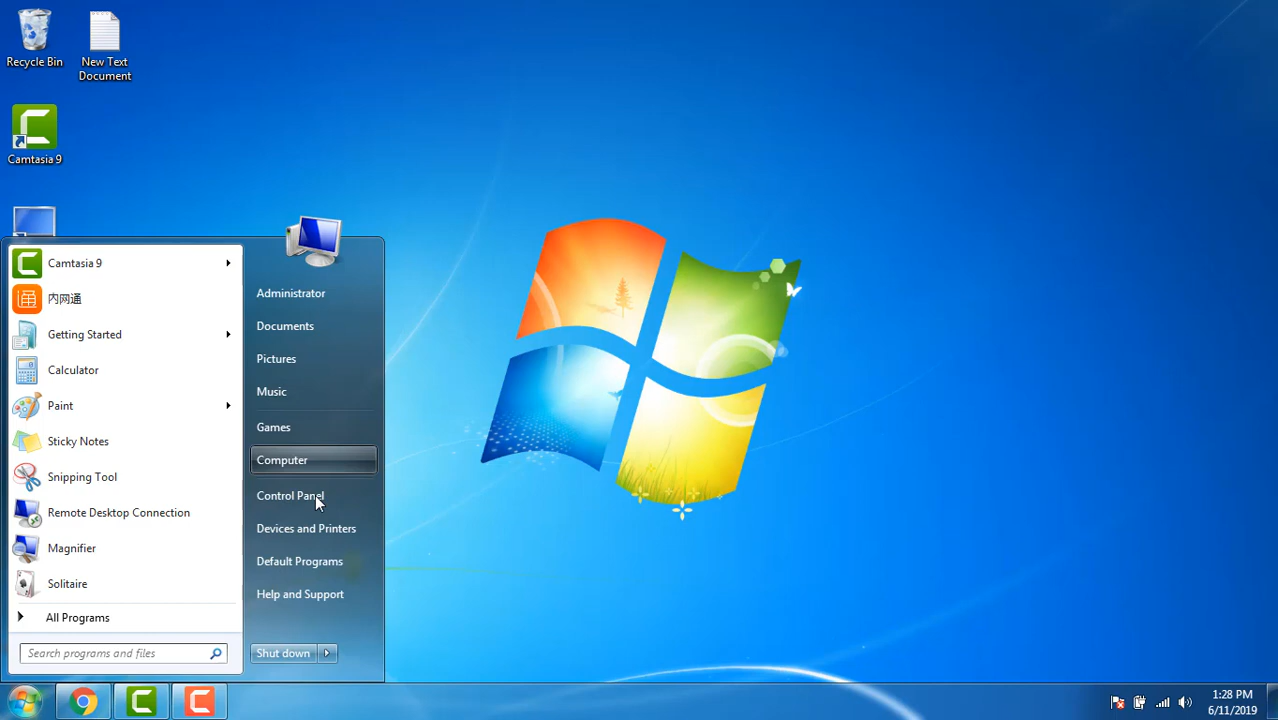 Recycle Bin
New Text
Document
Camtasia 9
Camtasia 9
内网通
Getting Started
Calculator
Paint
Sticky Notes
Snipping Tool
Remote Desktop Connection
Magnifier
Solitaire
All Programs
Search programs and files
Administrator
Documents
Pictures
Music
Games
Computer
Control Panel
Devices and Printers
Default Programs
Help and Support
Shut down
1:28 PM
6/11/2019